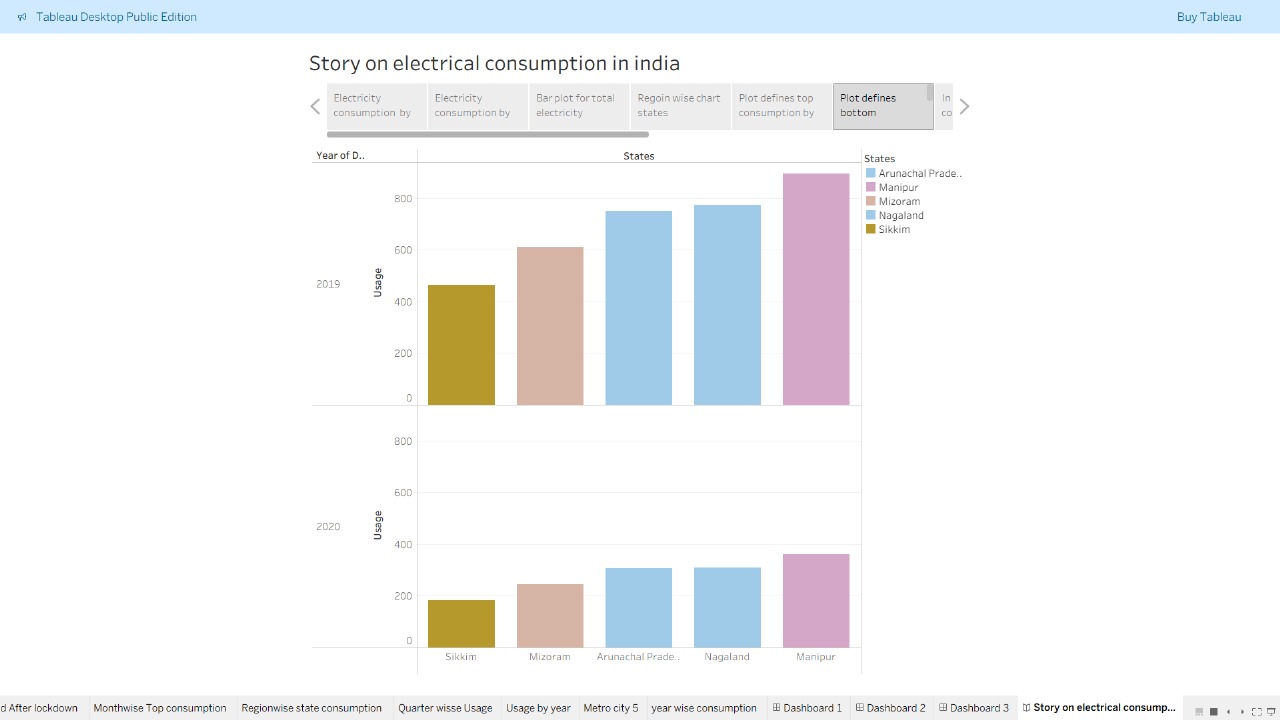 Tableau Desktop Public Edition
Buy Tableau
Story on electrical consumption in india
Electricity
consumption by
Electricity
consumption by
Bar plot for total
electricity
Regoin wise chart
states
Plot defines top
consumption by
Plot defines
bottom
In
co
Year of D..
States
2019
Usage
800
600
400
200
0
2020
Usage
800
600
400
200
0
Sikkim
Mizoram
Arunachal Prade..
Nagaland
Manipur
States
Arunachal Prade..
Manipur
Mizoram
Nagaland
Sikkim
d After lockdown
Monthwise Top consumption
Regionwise state consumption
Quarter wisse Usage
Usage by year
Metro city 5
year wise consumption
Dashboard 1
Dashboard 2
Dashboard 3
Story on electrical consump...